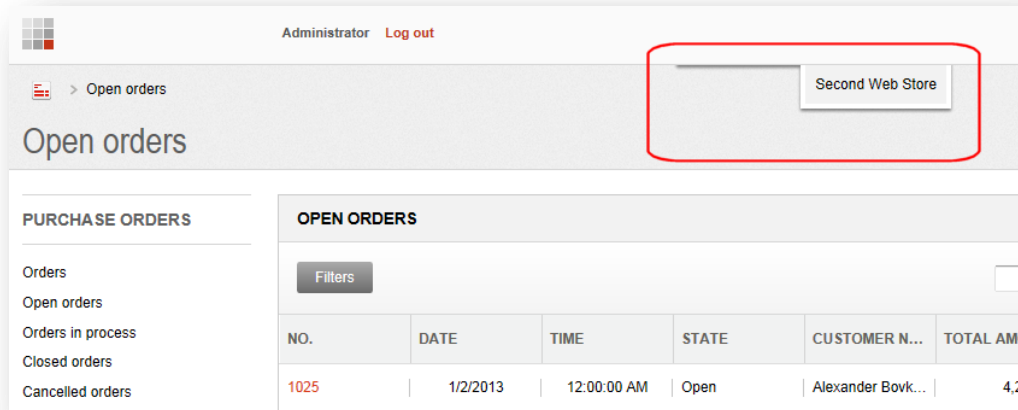 Administrator Log out
> Open orders
Second Web Store
Open orders
PURCHASE ORDERS
Orders
Open orders
Orders in process
Closed orders
Cancelled orders
OPEN ORDERS
Filters
NO. DATE TIME STATE CUSTOMER N... TOTAL AM
1025 1/2/2013 12:00:00 AM Open Alexander Bovk... 4,2